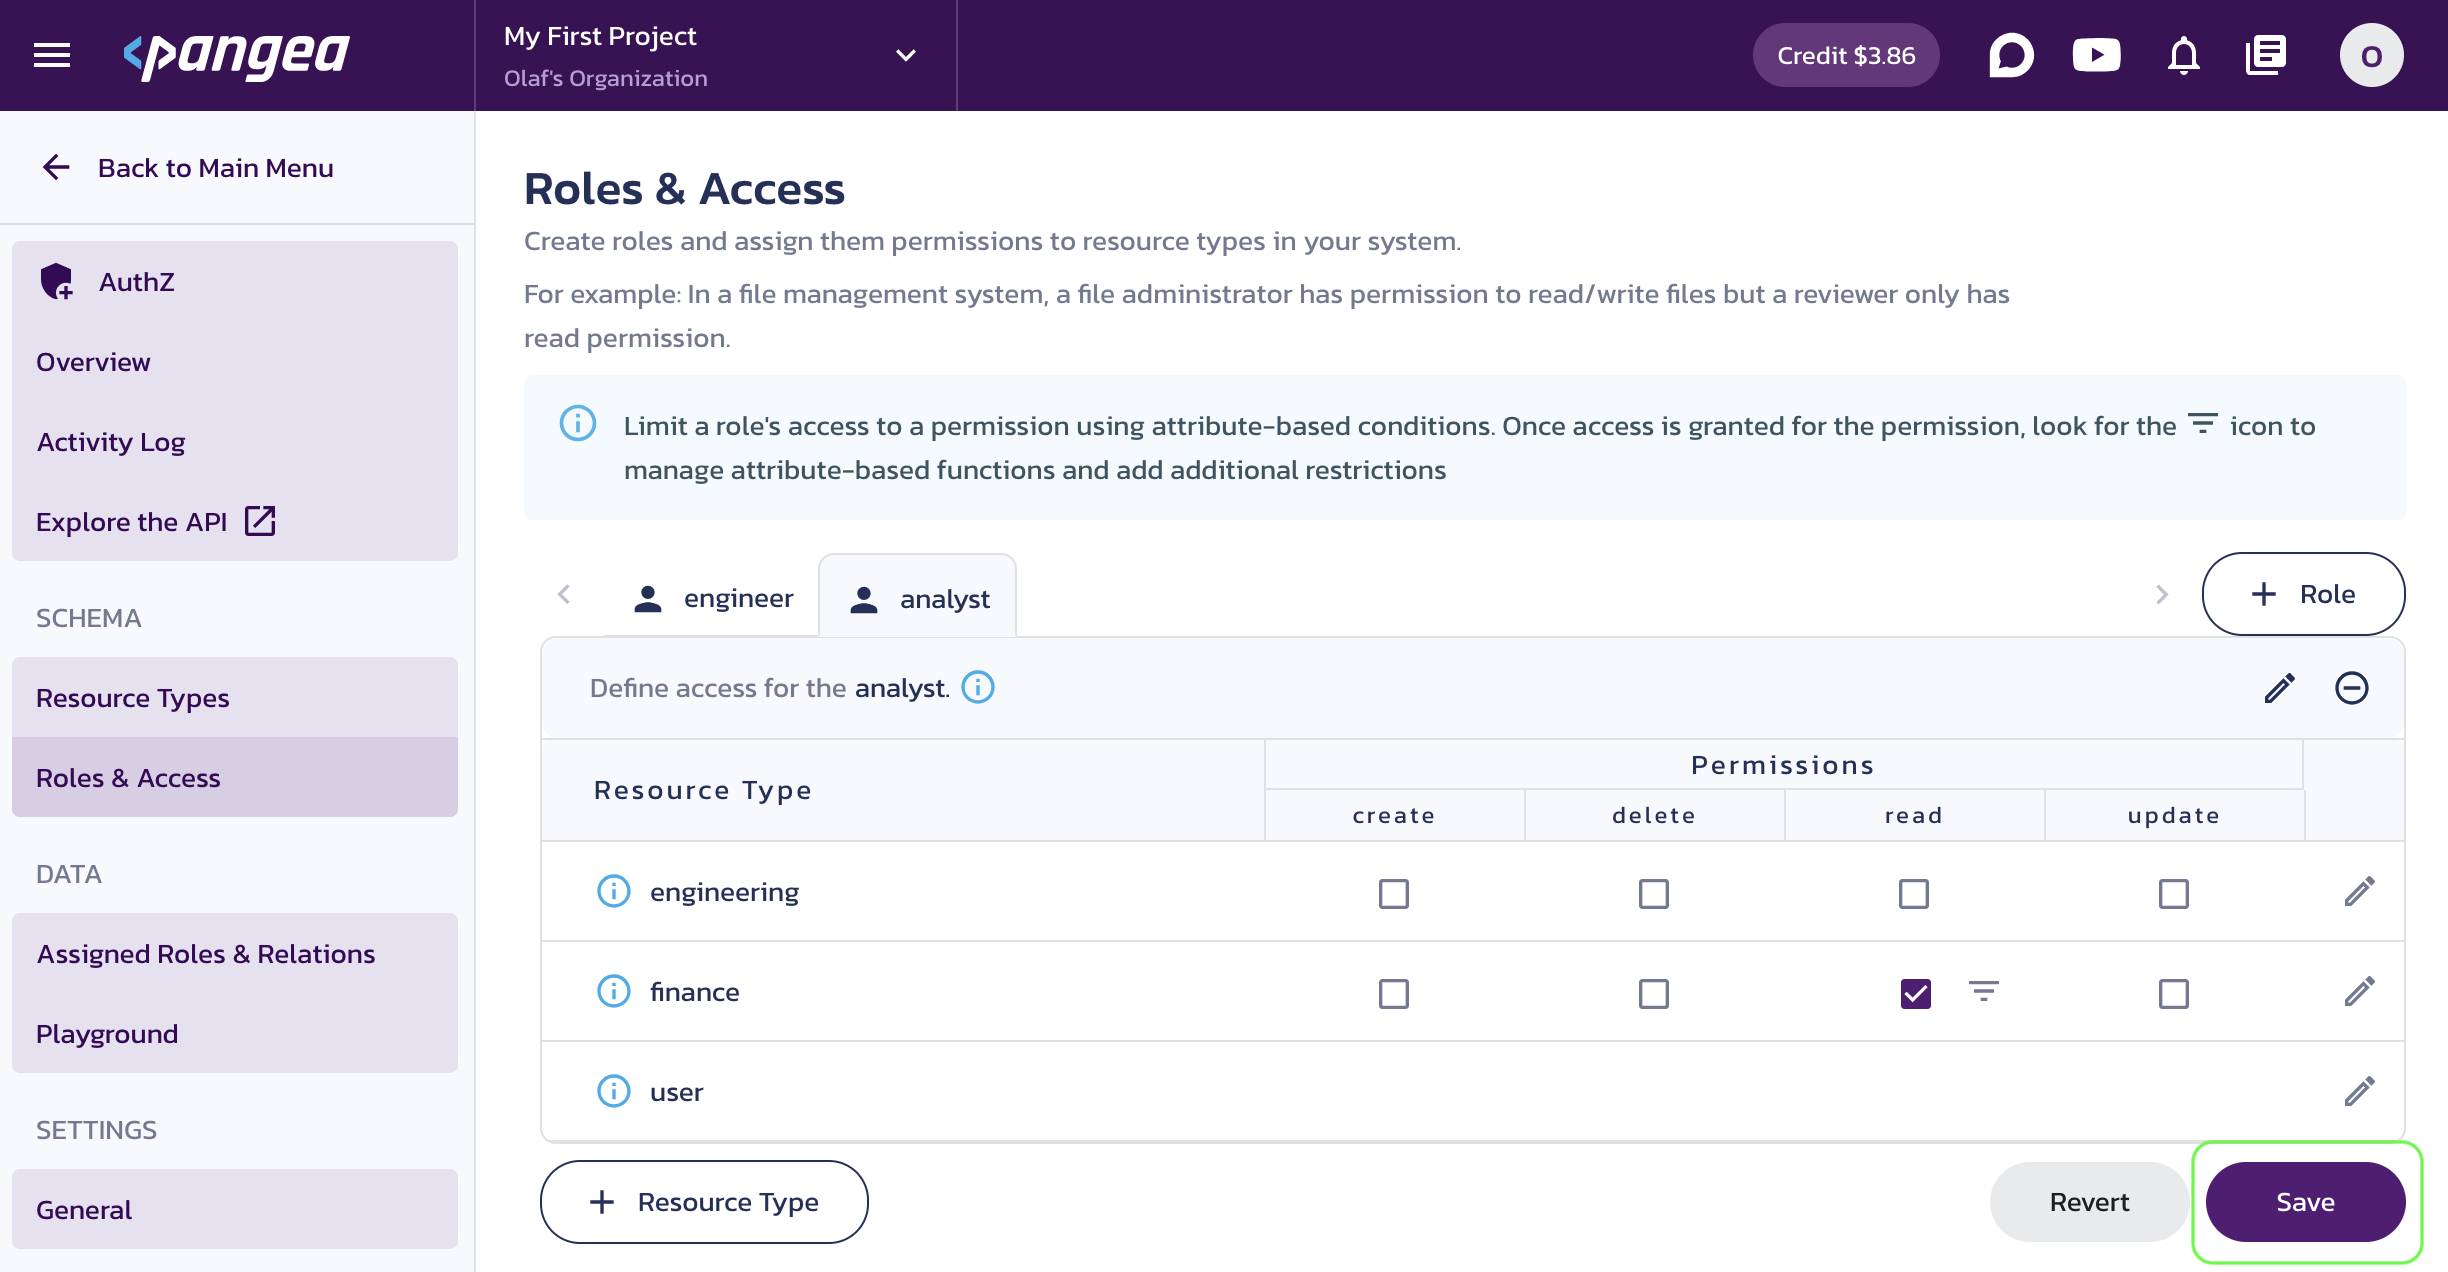 pangea
My First Project
Olaf's Organization
Credit $3.86
O
Back to Main Menu
AuthZ
Overview
Activity Log
Explore the API
SCHEMA
Resource Types
Roles & Access
DATA
Assigned Roles & Relations
Playground
SETTINGS
General
Roles & Access
Create roles and assign them permissions to resource types in your system.
For example: In a file management system, a file administrator has permission to read/write files but a reviewer only has
read permission.
Limit a role's access to a permission using attribute-based conditions. Once access is granted for the permission, look for the icon to
manage attribute-based functions and add additional restrictions
engineer
analyst
Role
Define access for the analyst.
Resource Type
Permissions
create delete read update
engineering
finance
user
Resource Type
Revert
Save